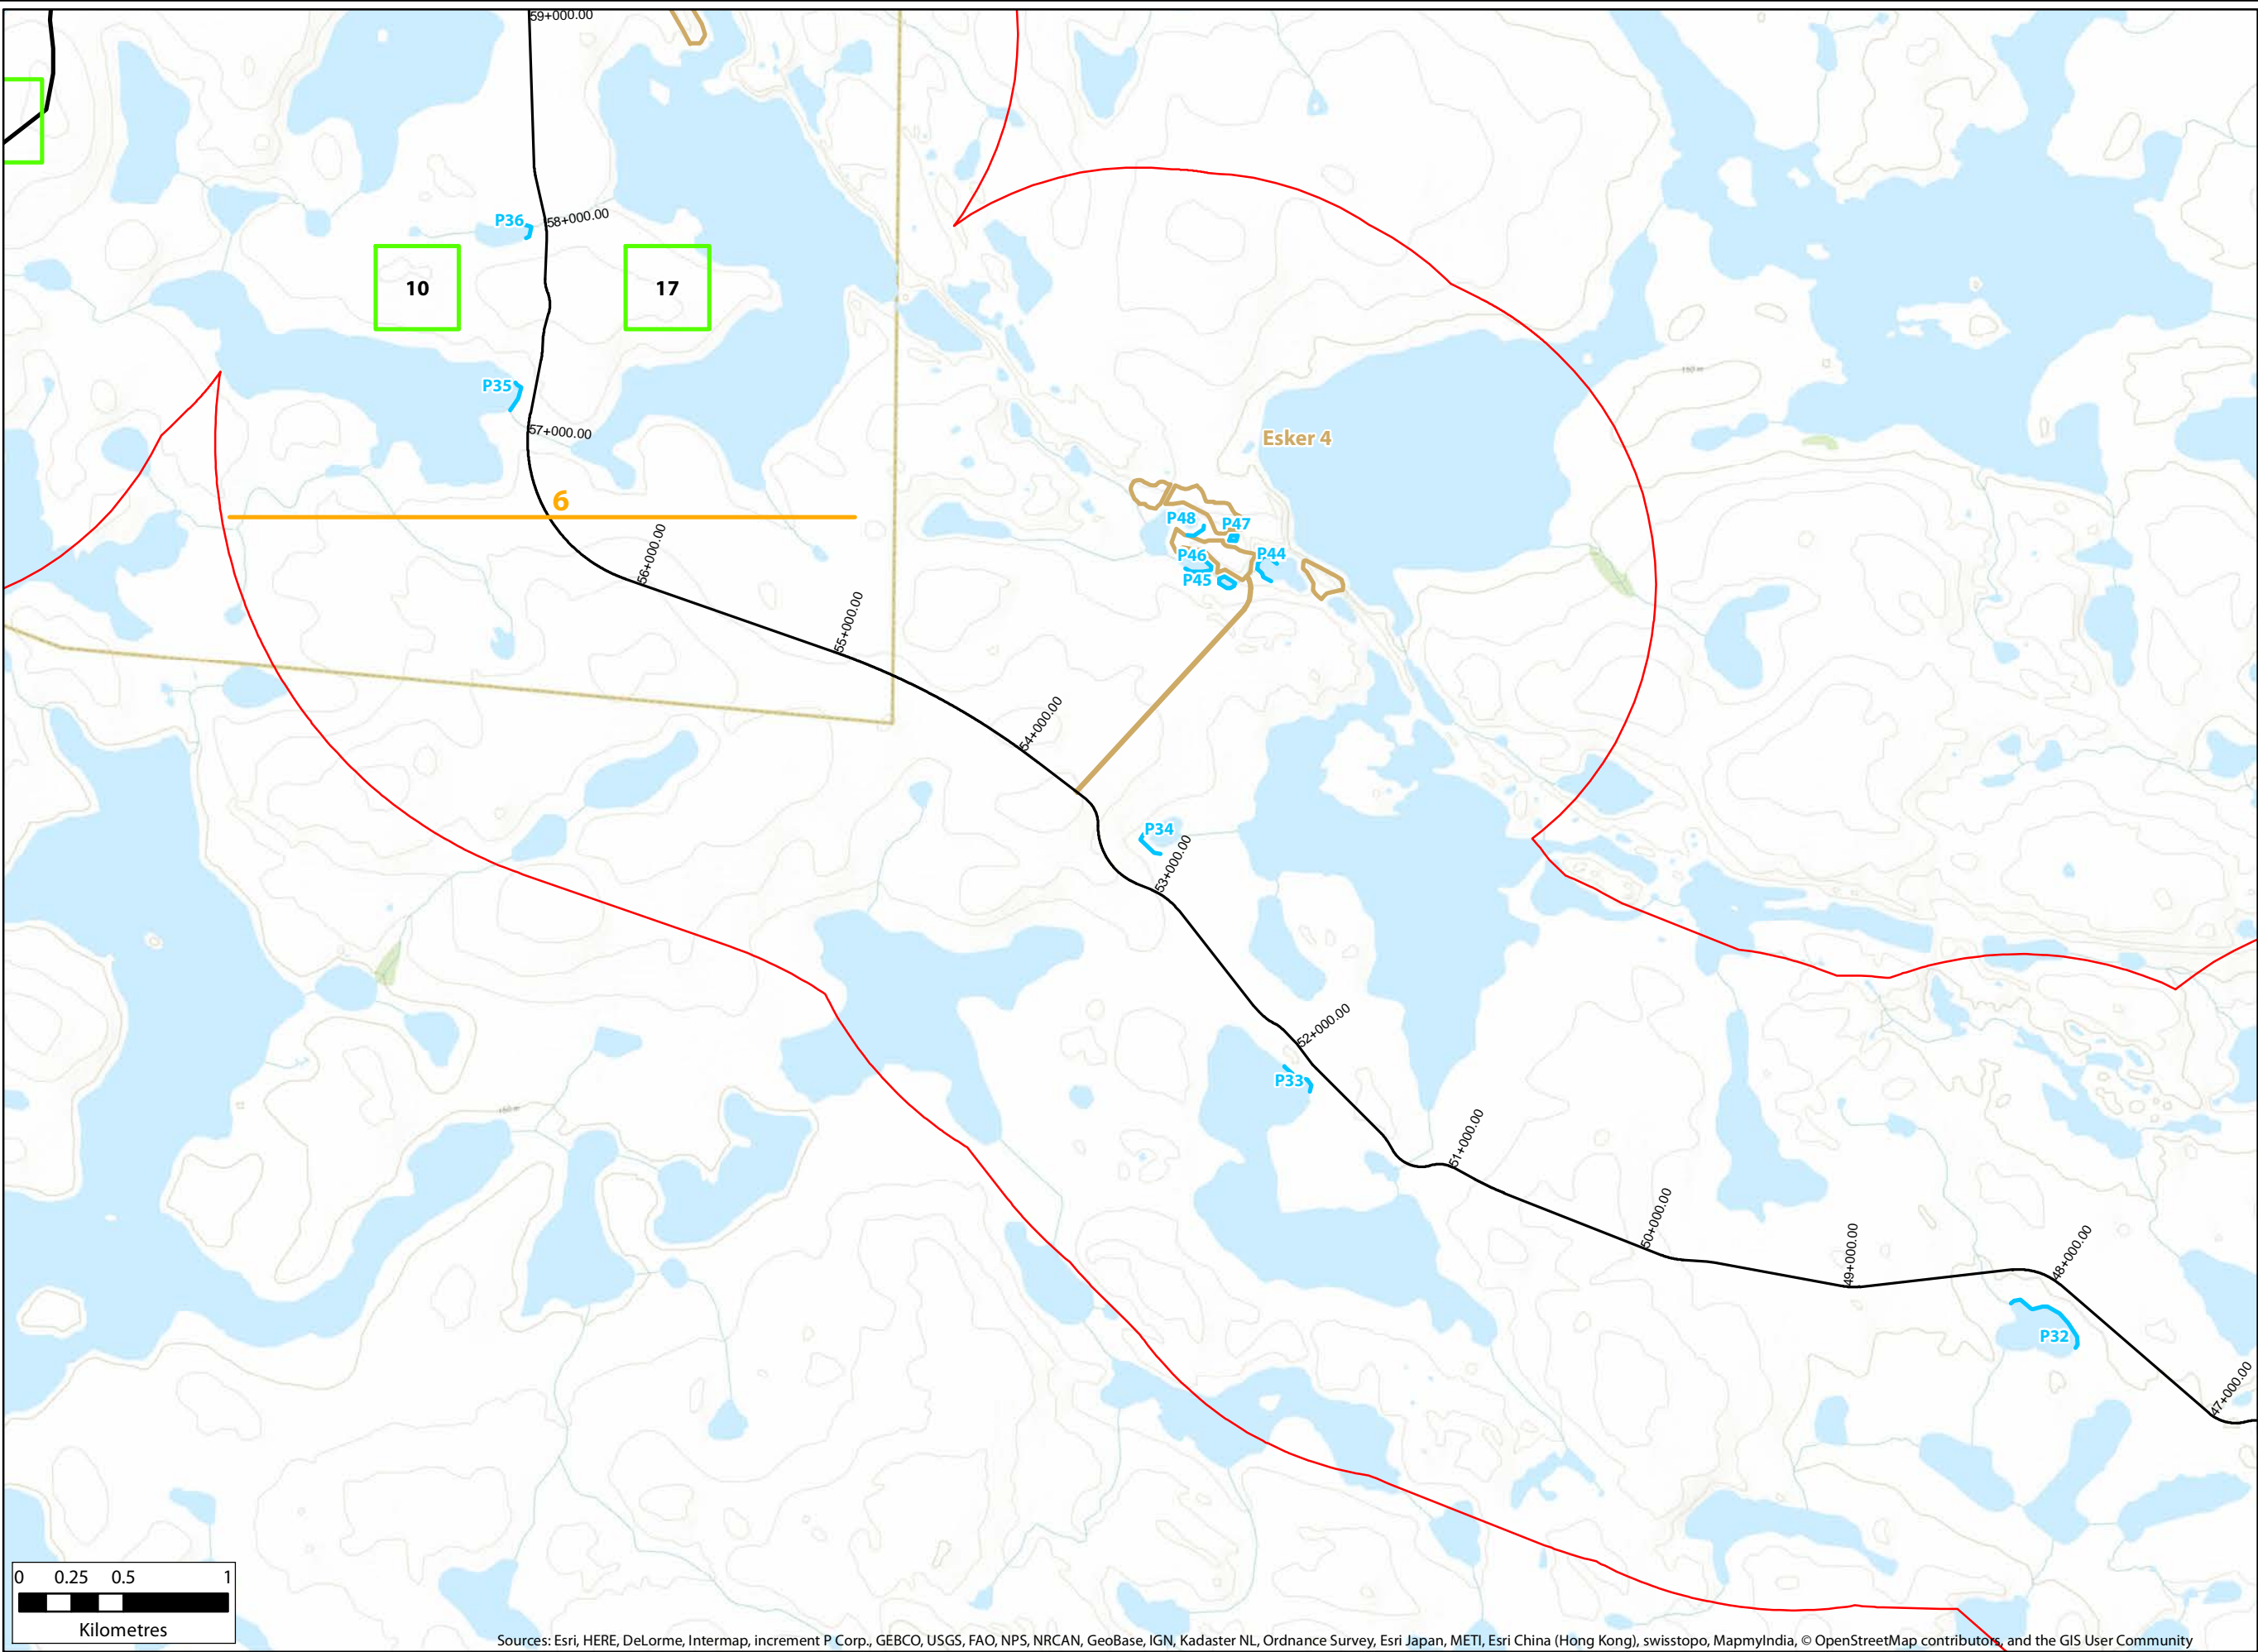 59+000.00
P36
58+000.00
10
17
150 m
P35
57+000.00
Esker 4
6
P48
P47
56+000.00
P46
P44
P45
55+000.00
54+000.00
P34
53+000.00
52+000.00
P33
150 m
51+000.00
50+000.00
49+000.00
48+000.00
P32
47+000.00
0 0.25 0.5 1
Kilometres
Sources: Esri, HERE, DeLorme, Intermap, increment P Corp., GEBCO, USGS, FAO, NPS, NRCAN, GeoBase, IGN, Kadaster NL, Ordnance Survey, Esri Japan, METI, Esri China (Hong Kong), swisstopo, MapmyIndia, © OpenStreetMap contributors, and the GIS User Community